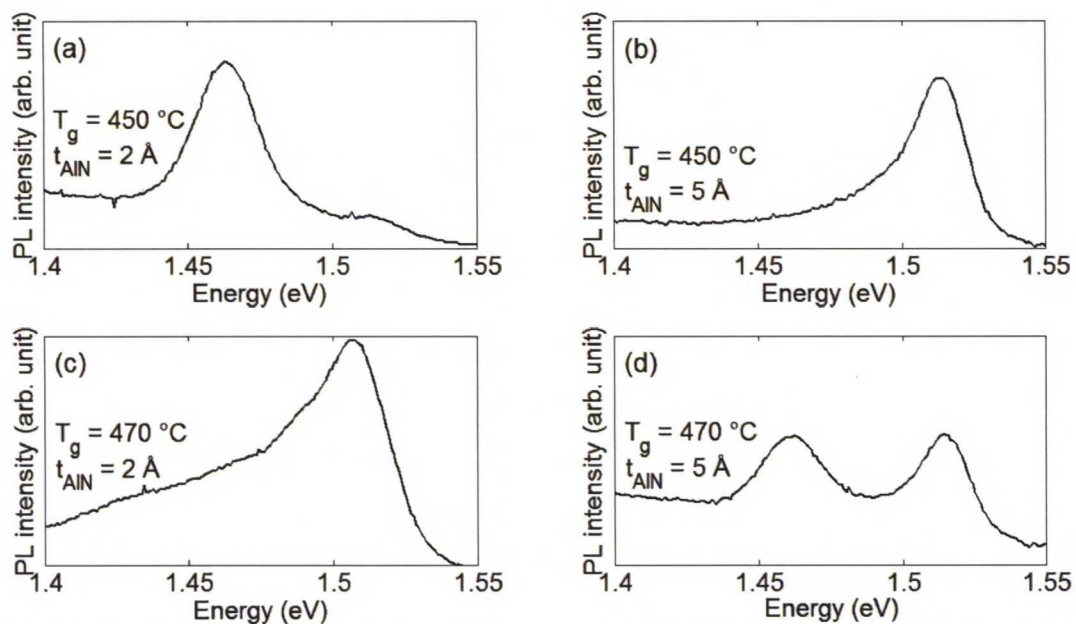 PL intensity (arb. unit)
(a)
T_g = 450 °C
t_AlN = 2 Å
1.4 1.45 1.5 1.55
Energy (eV)
PL intensity (arb. unit)
(b)
T_g = 450 °C
t_AlN = 5 Å
1.4 1.45 1.5 1.55
Energy (eV)
PL intensity (arb. unit)
(c)
T_g = 470 °C
t_AlN = 2 Å
1.4 1.45 1.5 1.55
Energy (eV)
PL intensity (arb. unit)
(d)
T_g = 470 °C
t_AlN = 5 Å
1.4 1.45 1.5 1.55
Energy (eV)